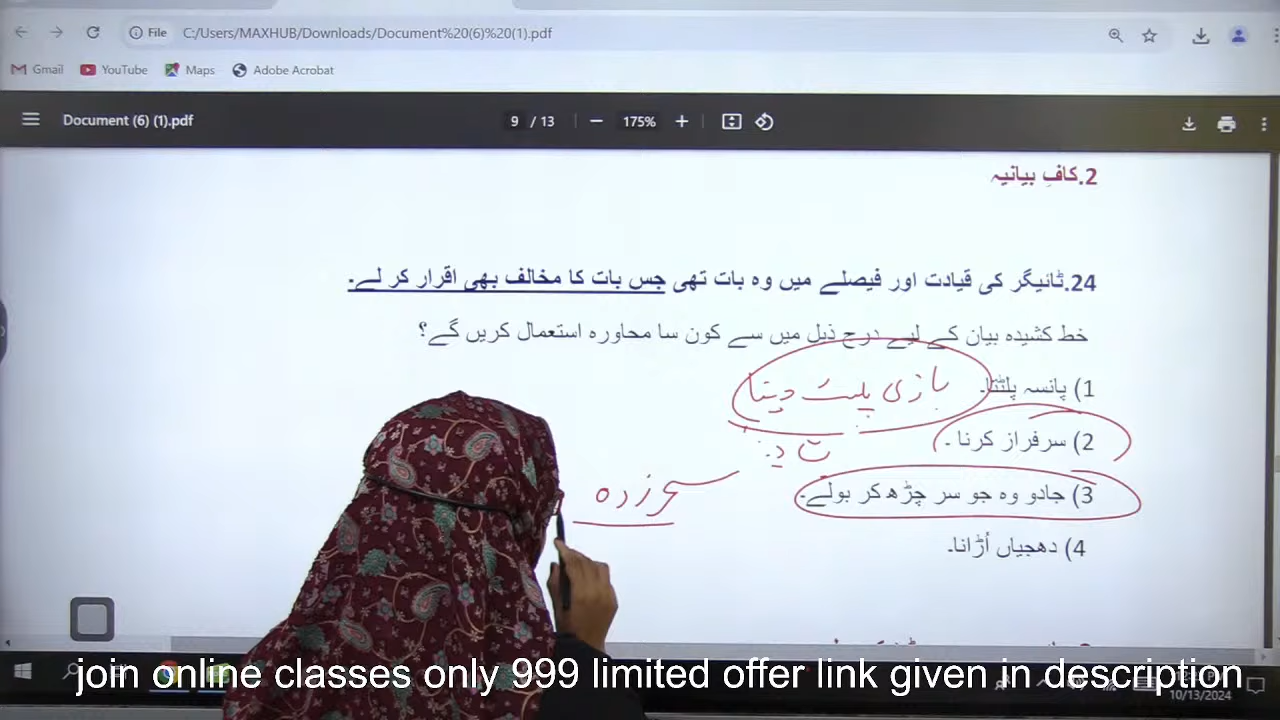 File C:/Users/MAXHUB/Downloads/Document%20(6)%20(1).pdf
Gmail YouTube Maps Adobe Acrobat
Document (6) (1).pdf 9 / 13 175%
2.کافِ بیانیہ
24.ٹائیگر کی قیادت اور فیصلے میں وہ بات تھی جس بات کا مخالف بھی اقرار کر لے۔
خط کشیدہ بیان کے لیے درج ذیل میں سے کون سا محاورہ استعمال کریں گے؟
1) پانسہ پلٹنا۔ بازی پلٹ دینا
2) سرفراز کرنا ۔
3) جادو وہ جو سر چڑھ کر بولے۔ سحر زدہ
4) دھجیاں اُڑانا۔
join online classes only 999 limited offer link given in description
10/13/2024